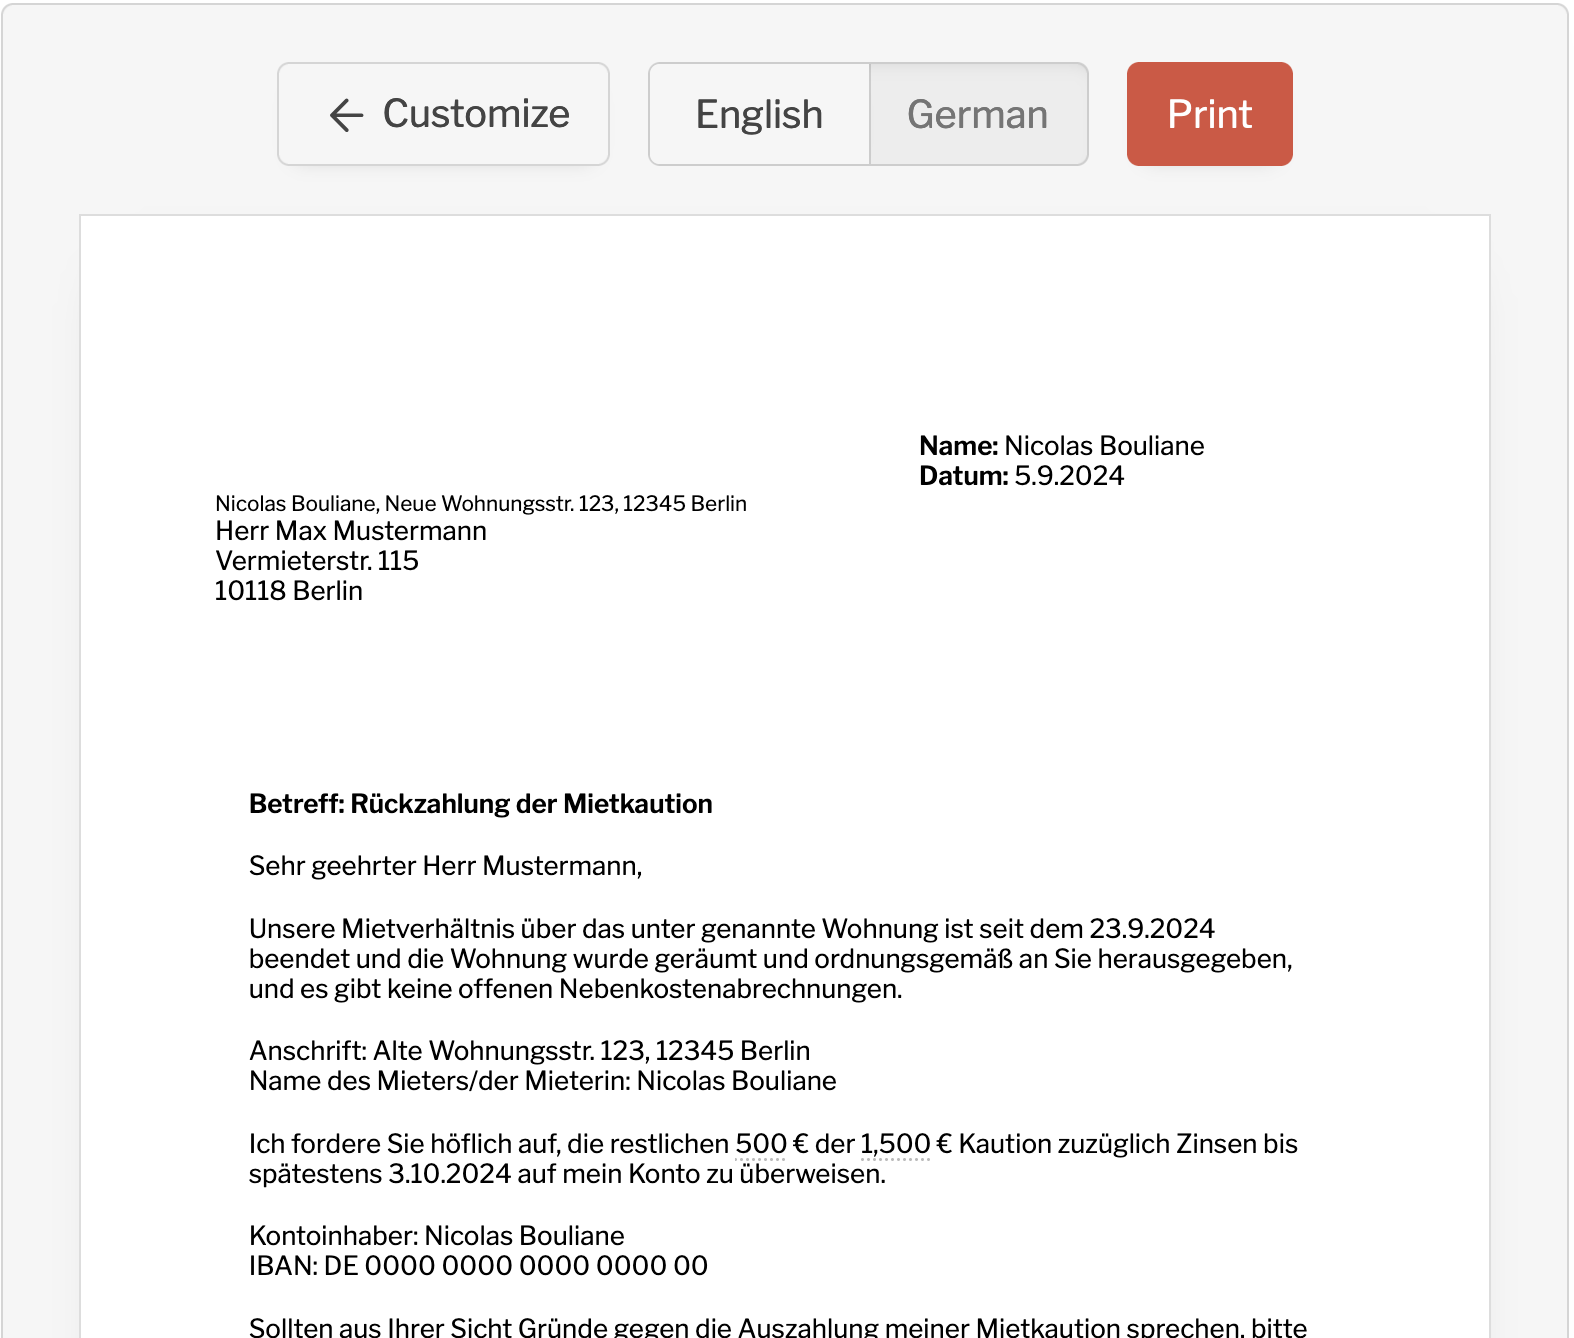 ← Customize
English
German
Print
Name: Nicolas Bouliane
Datum: 5.9.2024
Nicolas Bouliane, Neue Wohnungsstr. 123, 12345 Berlin
Herr Max Mustermann
Vermieterstr. 115
10118 Berlin
Betreff: Rückzahlung der Mietkaution
Sehr geehrter Herr Mustermann,
Unsere Mietverhältnis über das unter genannte Wohnung ist seit dem 23.9.2024
beendet und die Wohnung wurde geräumt und ordnungsgemäß an Sie herausgegeben,
und es gibt keine offenen Nebenkostenabrechnungen.
Anschrift: Alte Wohnungsstr. 123, 12345 Berlin
Name des Mieters/der Mieterin: Nicolas Bouliane
Ich fordere Sie höflich auf, die restlichen 500 € der 1,500 € Kaution zuzüglich Zinsen bis
spätestens 3.10.2024 auf mein Konto zu überweisen.
Kontoinhaber: Nicolas Bouliane
IBAN: DE 0000 0000 0000 0000 00
Sollten aus Ihrer Sicht Gründe gegen die Auszahlung meiner Mietkaution sprechen, bitte